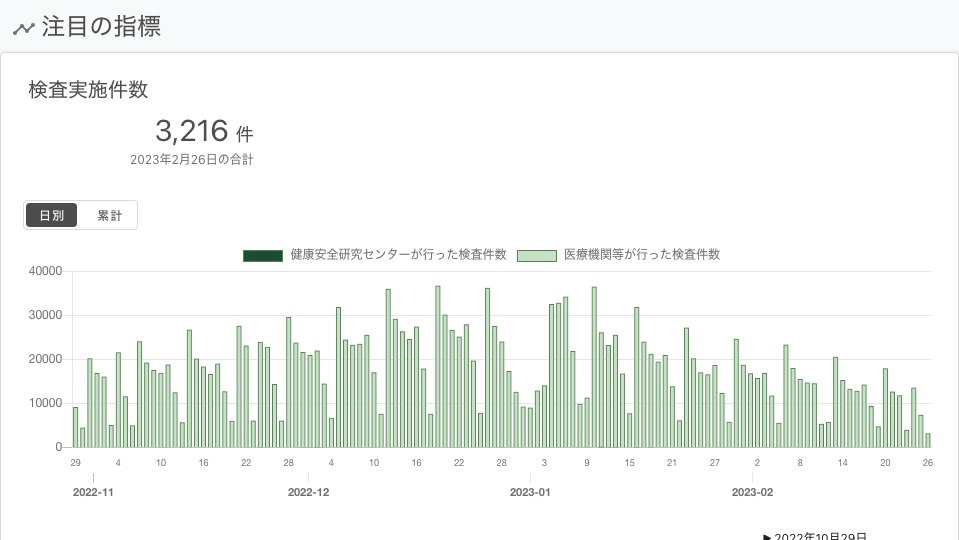 注目の指標
検査実施件数
3,216 件
2023年2月26日の合計
日別 累計
健康安全研究センターが行った検査件数 医療機関等が行った検査件数
40000
30000
20000
10000
0
29 4 10 16 22 28 4 10 16 22 28 3 9 15 21 27 2 8 14 20 26
2022-11 2022-12 2023-01 2023-02
▶ 2022年10月29日